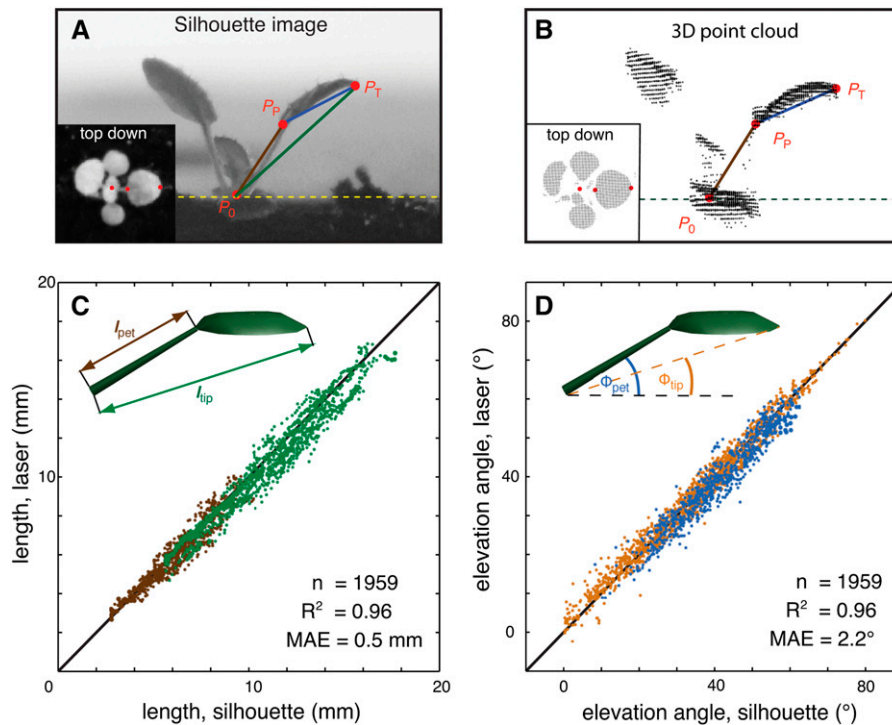 A
Silhouette image
P_P
P_T
P_0
top down
B
3D point cloud
P_T
P_P
P_0
top down
C
l_pet
l_tip
n = 1959
R² = 0.96
MAE = 0.5 mm
20
10
0
0
10
20
length, laser (mm)
length, silhouette (mm)
D
Φ_pet
Φ_tip
n = 1959
R² = 0.96
MAE = 2.2°
80
40
0
0
40
80
elevation angle, laser (°)
elevation angle, silhouette (°)